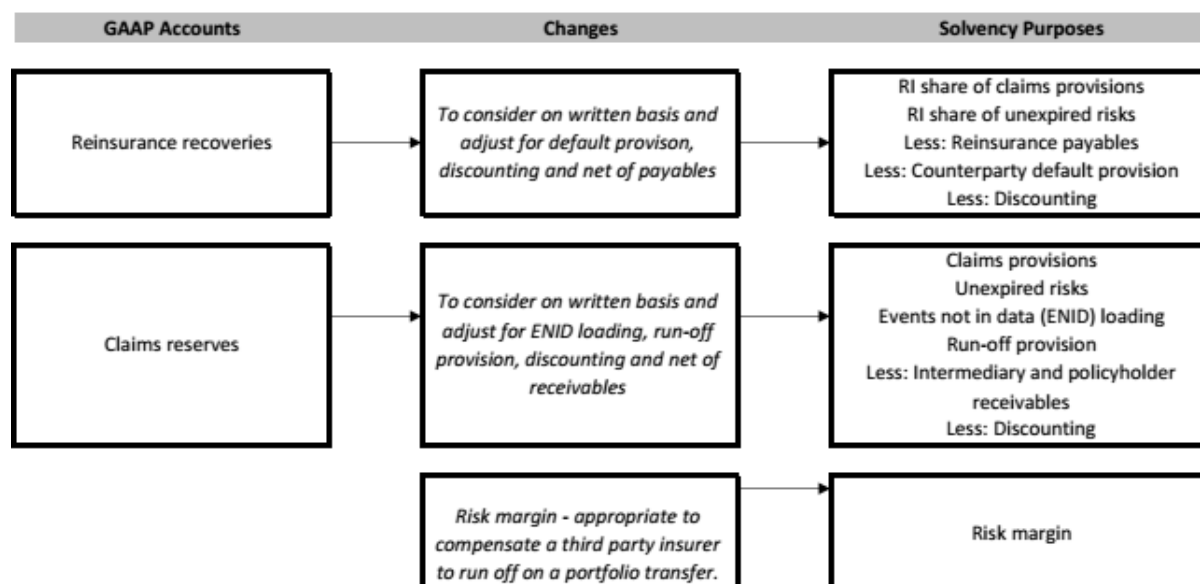 GAAP Accounts
Changes
Solvency Purposes
Reinsurance recoveries
To consider on written basis and
adjust for default provison,
discounting and net of payables
RI share of claims provisions
RI share of unexpired risks
Less: Reinsurance payables
Less: Counterparty default provision
Less: Discounting
Claims reserves
To consider on written basis and
adjust for ENID loading, run-off
provision, discounting and net of
receivables
Claims provisions
Unexpired risks
Events not in data (ENID) loading
Run-off provision
Less: Intermediary and policyholder
receivables
Less: Discounting
Risk margin - appropriate to
compensate a third party insurer
to run off on a portfolio transfer.
Risk margin